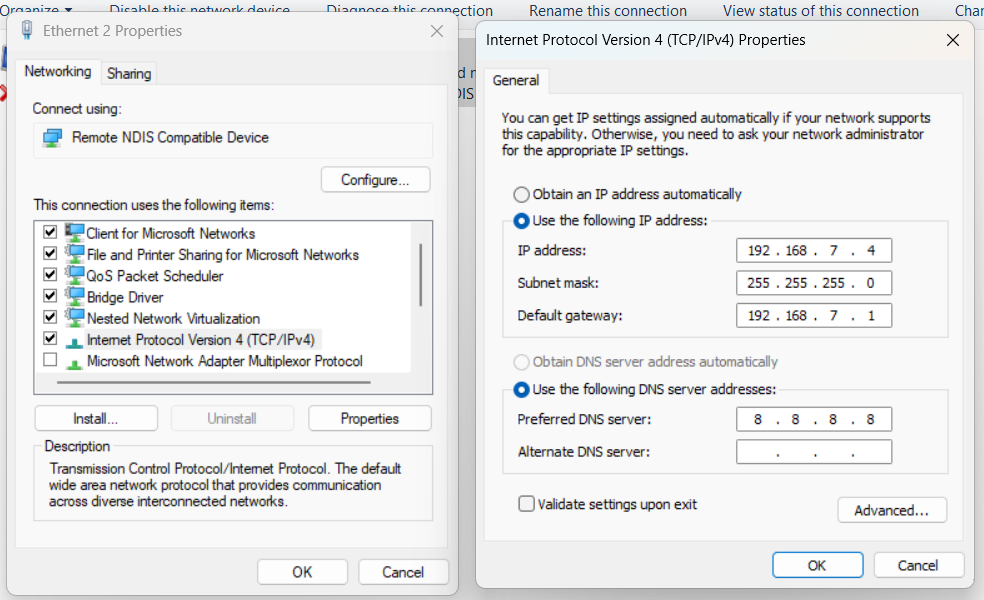 Organize Disable this network device Diagnose this connection Rename this connection View status of this connection
Ethernet 2 Properties
Networking Sharing
Connect using:
Remote NDIS Compatible Device
Configure...
This connection uses the following items:
Client for Microsoft Networks
File and Printer Sharing for Microsoft Networks
QoS Packet Scheduler
Bridge Driver
Nested Network Virtualization
Internet Protocol Version 4 (TCP/IPv4)
Microsoft Network Adapter Multiplexor Protocol
Install... Uninstall Properties
Description
Transmission Control Protocol/Internet Protocol. The default
wide area network protocol that provides communication
across diverse interconnected networks.
OK Cancel
Internet Protocol Version 4 (TCP/IPv4) Properties
General
You can get IP settings assigned automatically if your network supports
this capability. Otherwise, you need to ask your network administrator
for the appropriate IP settings.
Obtain an IP address automatically
Use the following IP address:
IP address: 192 . 168 . 7 . 4
Subnet mask: 255 . 255 . 255 . 0
Default gateway: 192 . 168 . 7 . 1
Obtain DNS server address automatically
Use the following DNS server addresses:
Preferred DNS server: 8 . 8 . 8 . 8
Alternate DNS server: . . .
Validate settings upon exit
Advanced...
OK Cancel